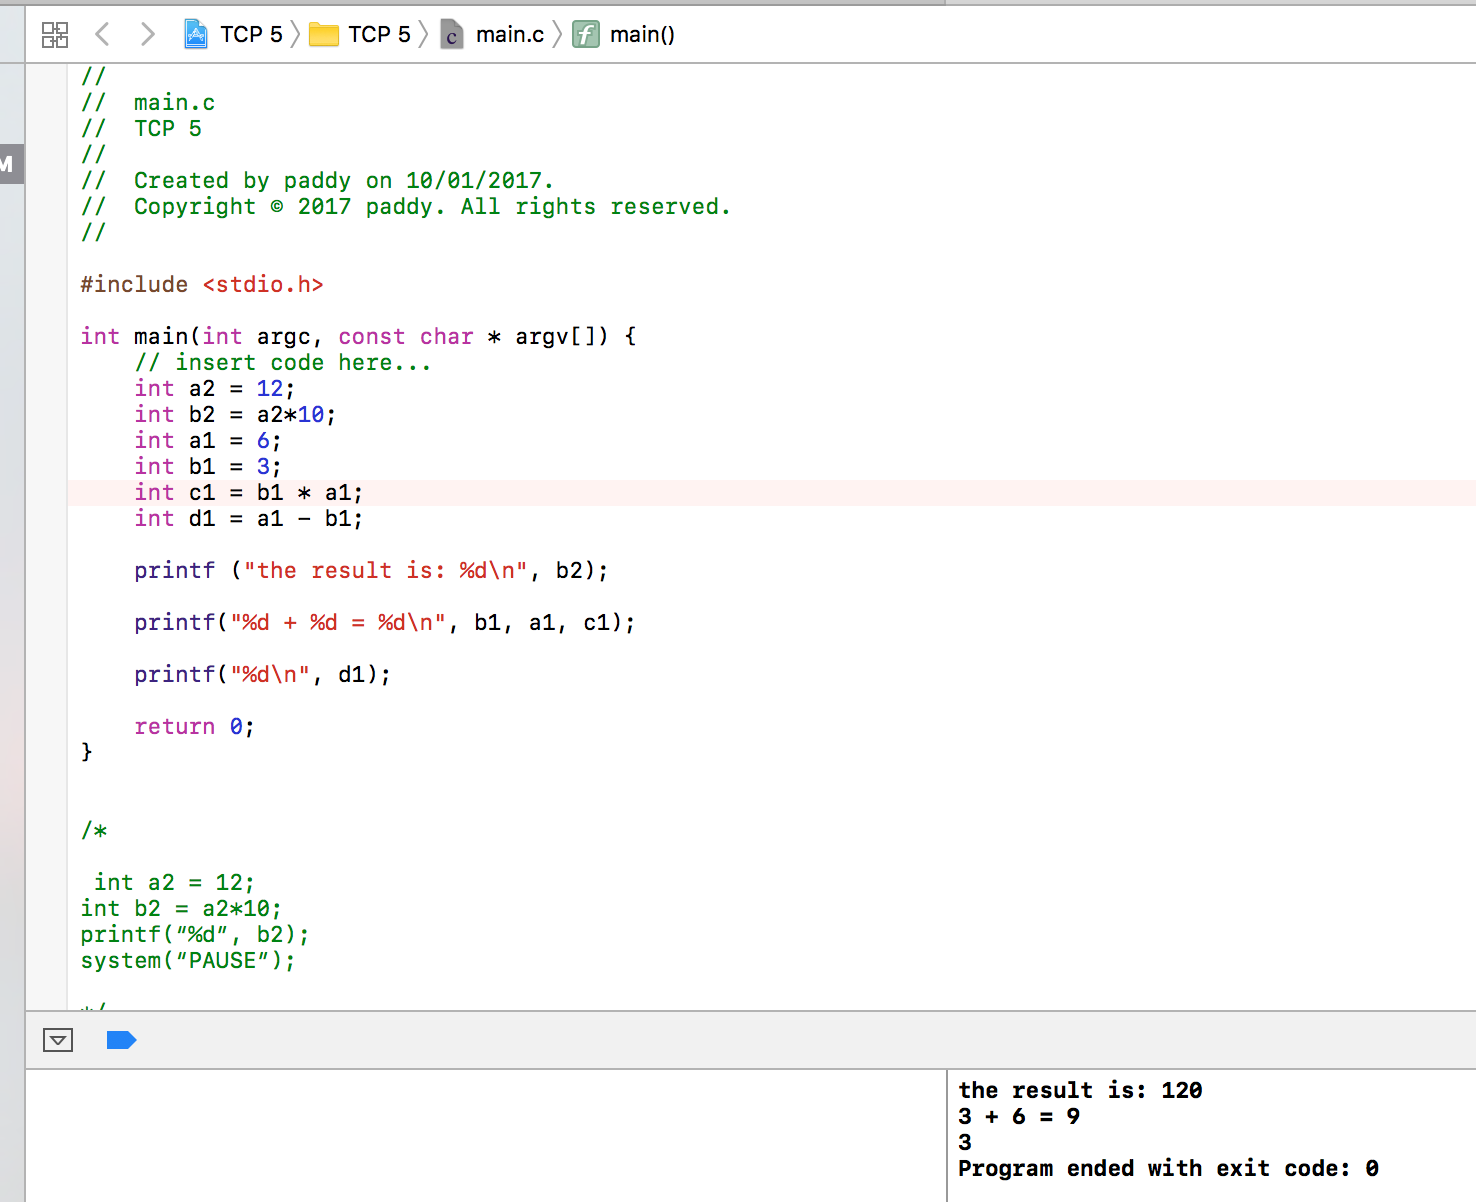 TCP 5 TCP 5 main.c main()
M
//
//  main.c
//  TCP 5
//
//  Created by paddy on 10/01/2017.
//  Copyright © 2017 paddy. All rights reserved.
//
#include <stdio.h>
int main(int argc, const char * argv[]) {
    // insert code here...
    int a2 = 12;
    int b2 = a2*10;
    int a1 = 6;
    int b1 = 3;
    int c1 = b1 * a1;
    int d1 = a1 - b1;
    printf ("the result is: %d\n", b2);
    printf("%d + %d = %d\n", b1, a1, c1);
    printf("%d\n", d1);
    return 0;
}
/*
 int a2 = 12;
int b2 = a2*10;
printf(“%d”, b2);
system(“PAUSE”);
*/
the result is: 120
3 + 6 = 9
3
Program ended with exit code: 0